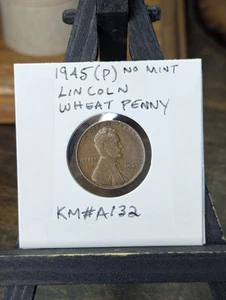 1945(P) NO MINT
LINCOLN
WHEAT PENNY
KM#A132